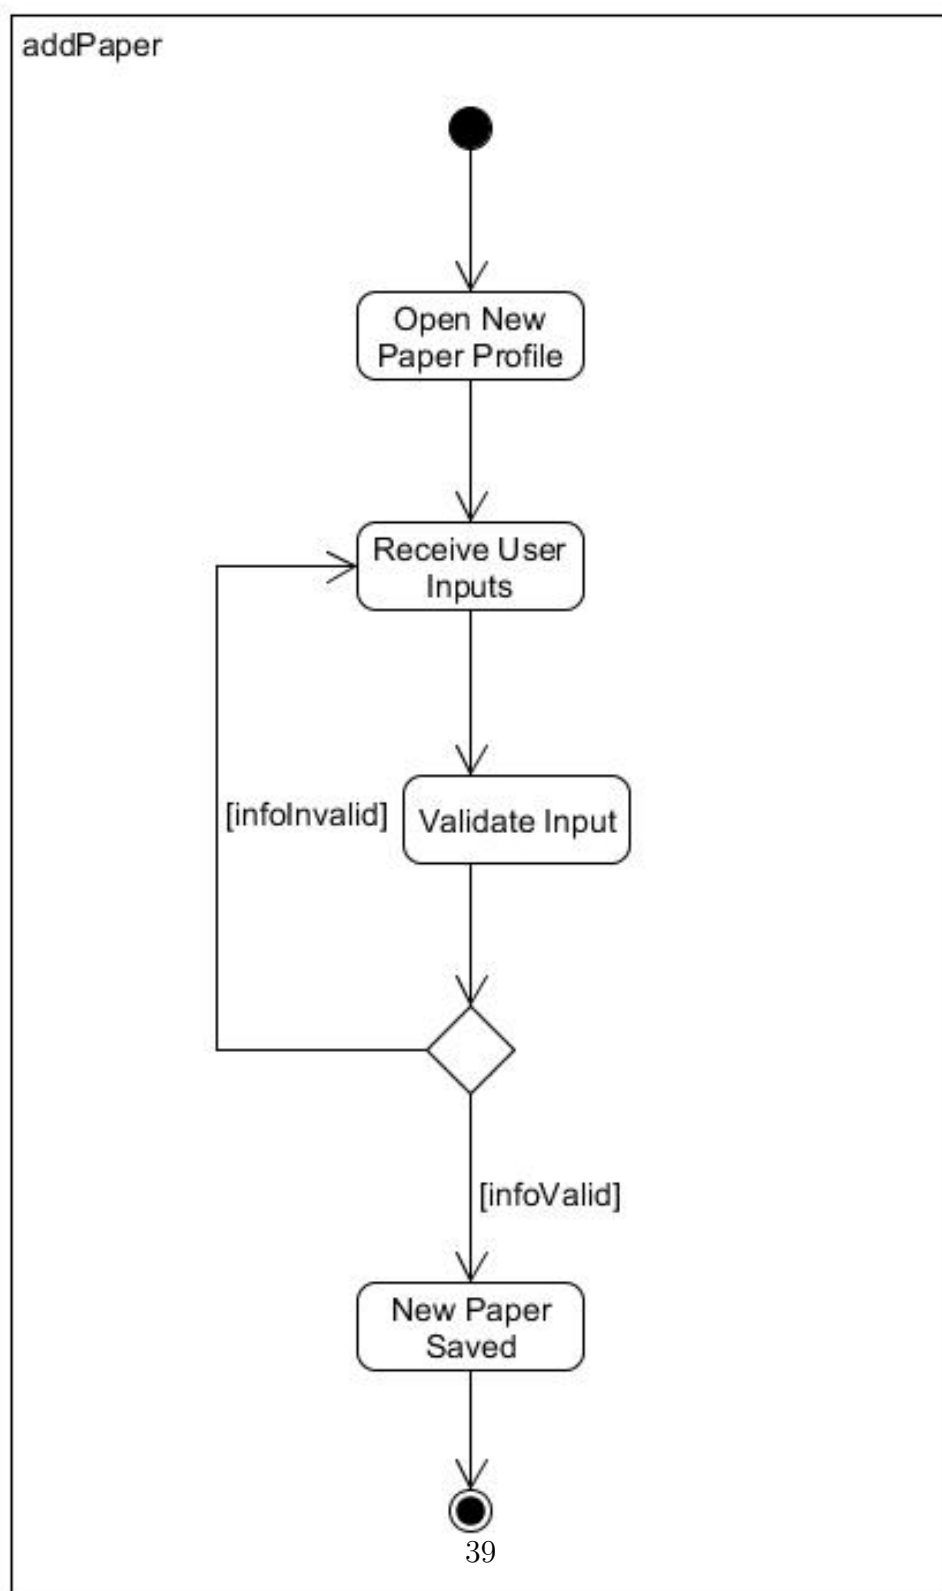 addPaper
Open New
Paper Profile
Receive User
Inputs
[infoInvalid]
Validate Input
[infoValid]
New Paper
Saved
39